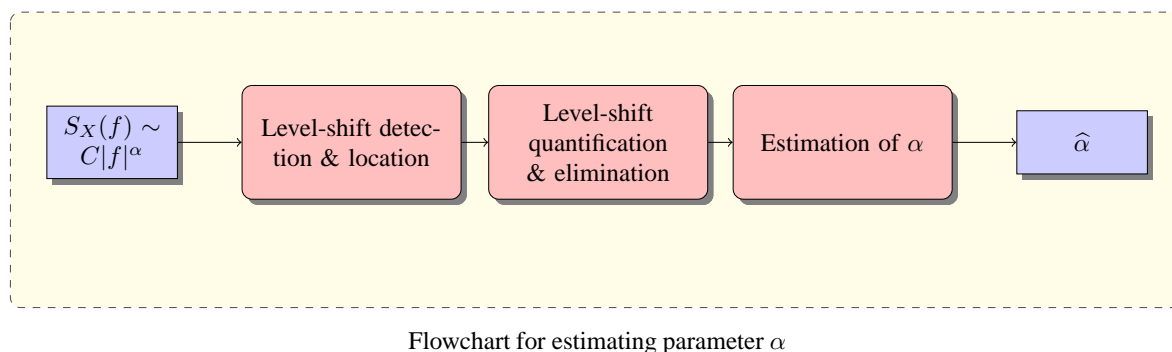 S_X(f) ∼
C|f|^α
Level-shift detec-
tion & location
Level-shift
quantification
& elimination
Estimation of α
α̂
Flowchart for estimating parameter α